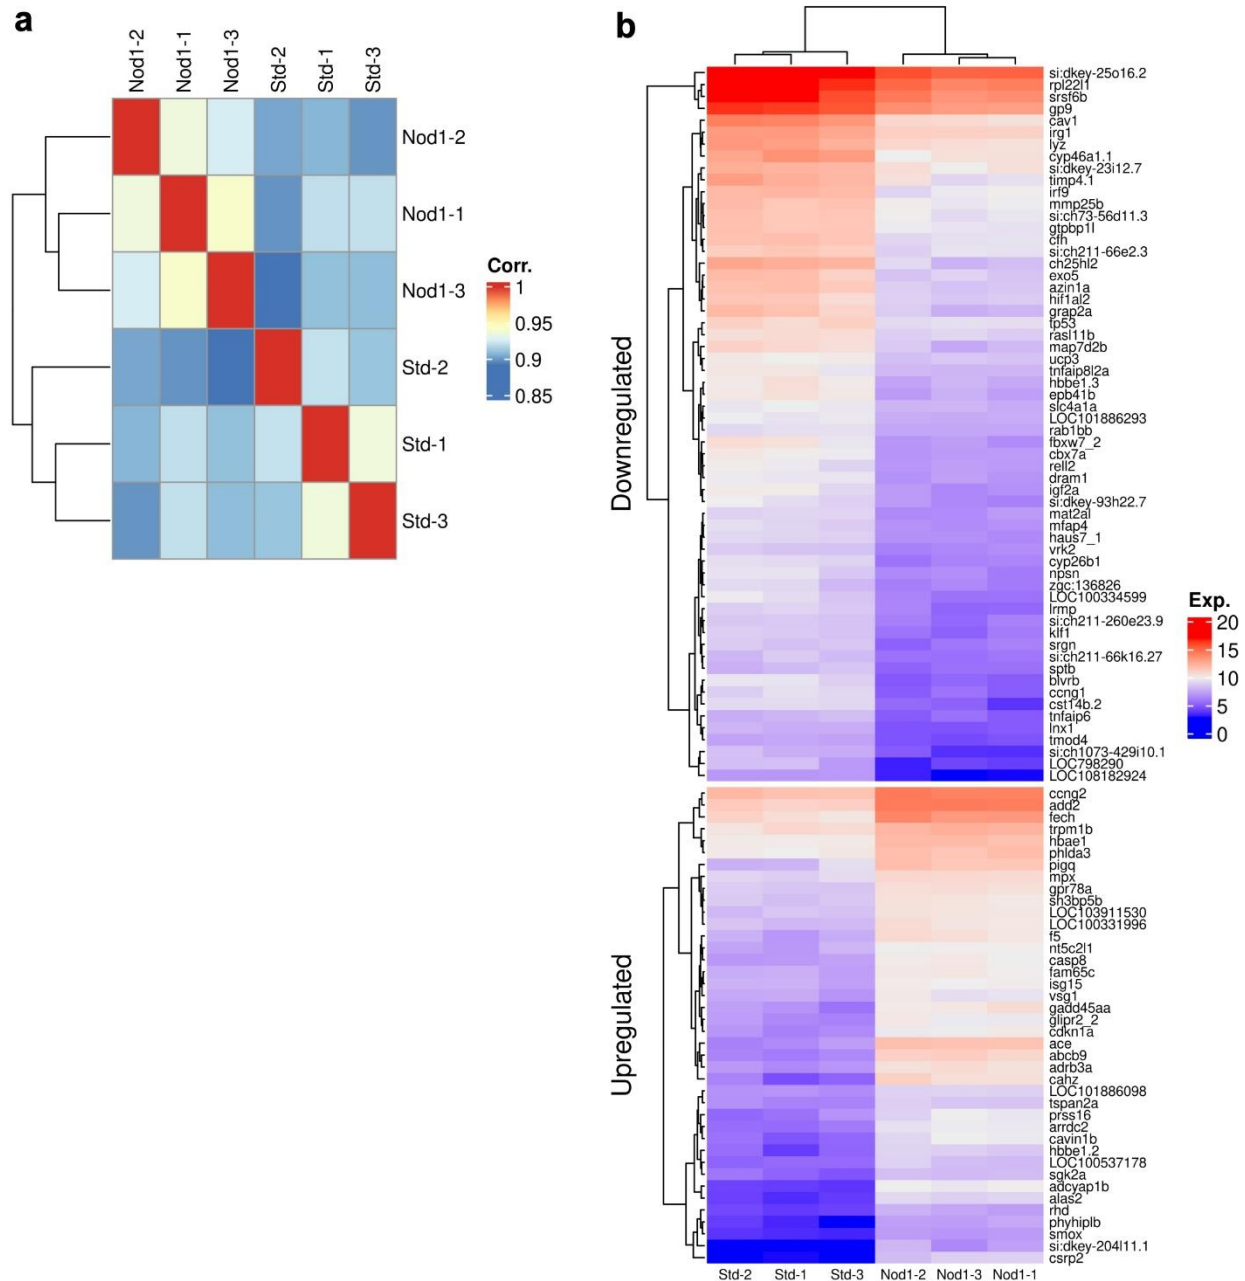 a
Nod1-2
Nod1-1
Nod1-3
Std-2
Std-1
Std-3
Nod1-2
Nod1-1
Nod1-3
Std-2
Std-1
Std-3
Corr.
1
0.95
0.9
0.85
b
Downregulated
si:dkey-25o16.2
rpl22l1
srsf6b
gp9
cav1
irg1
lyz
cyp46a1.1
si:dkey-23i12.7
timp4.1
irf9
mmp25b
si:ch73-56d11.3
gtpbp1l
cfh
si:ch211-66e2.3
ch25hl2
exo5
azin1a
hif1al2
grap2a
tp53
rasl11b
map7d2b
ucp3
tnfaip8l2a
hbbe1.3
epb41b
slc4a1a
LOC101886293
rab1bb
fbxw7_2
cbx7a
rell2
dram1
igf2a
si:dkey-93h22.7
mat2al
mfap4
haus7_1
vrk2
cyp26b1
npsn
zgc:136826
LOC100334599
lrmp
si:ch211-260e23.9
klf1
srgn
si:ch211-66k16.27
sptb
blvrb
ccng1
cst14b.2
tnfaip6
lnx1
tmod4
si:ch1073-429i10.1
LOC798290
LOC108182924
Upregulated
ccng2
add2
fech
trpm1b
hbae1
phlda3
pigq
mpx
gpr78a
sh3bp5b
LOC103911530
LOC100331996
f5
nt5c2l1
casp8
fam65c
isg15
vsg1
gadd45aa
glipr2_2
cdkn1a
ace
abcb9
adrb3a
cahz
LOC101886098
tspan2a
prss16
arrdc2
cavin1b
hbbe1.2
LOC100537178
sgk2a
adcyap1b
alas2
rhd
phyhiplb
smox
si:dkey-204l11.1
csrp2
Std-2
Std-1
Std-3
Nod1-2
Nod1-3
Nod1-1
Exp.
20
15
10
5
0